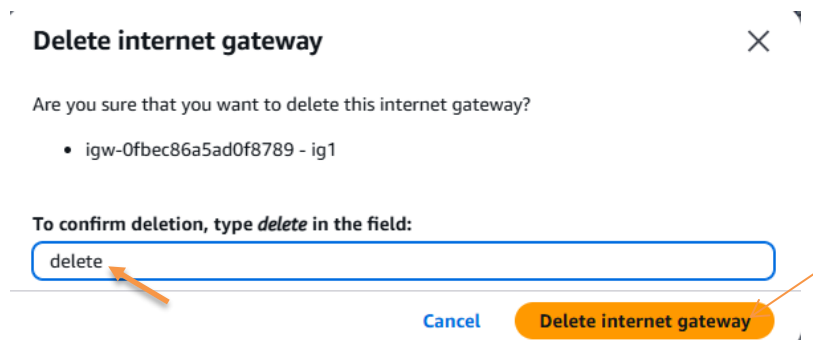 Delete internet gateway
Are you sure that you want to delete this internet gateway?
• igw-0fbec86a5ad0f8789 - ig1
To confirm deletion, type delete in the field:
delete
Cancel Delete internet gateway